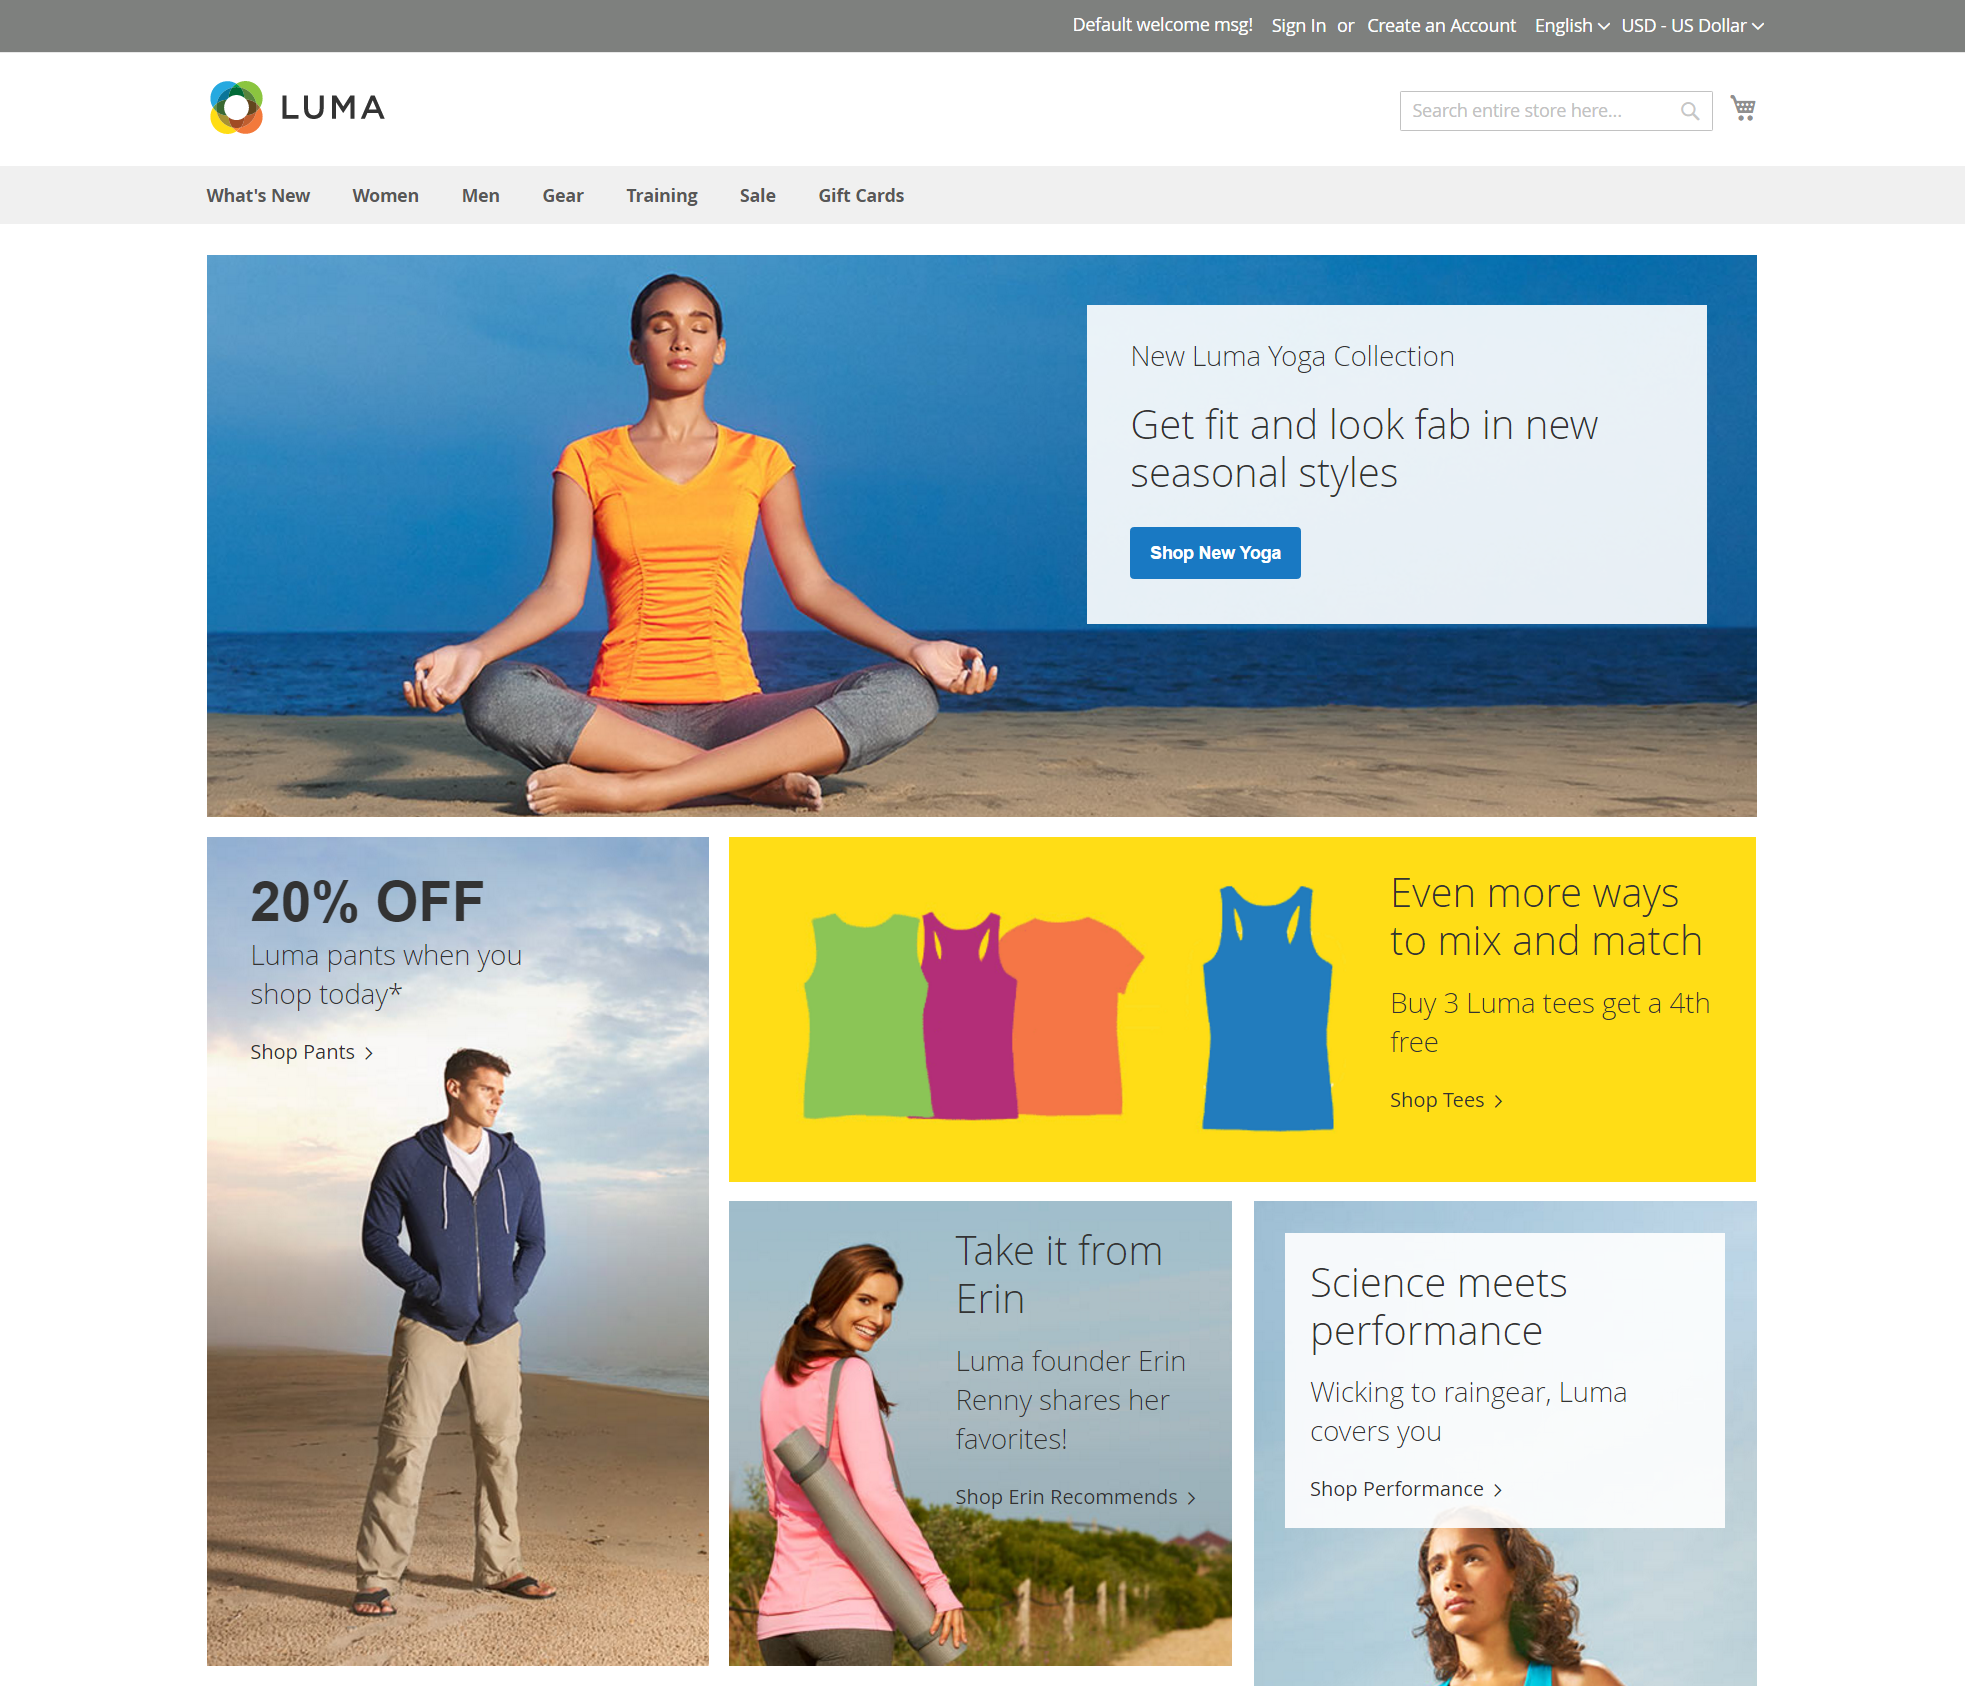 Default welcome msg! Sign In or Create an Account English USD - US Dollar
LUMA
Search entire store here...
What's New Women Men Gear Training Sale Gift Cards
New Luma Yoga Collection
Get fit and look fab in new
seasonal styles
Shop New Yoga
20% OFF
Luma pants when you
shop today*
Shop Pants
Even more ways
to mix and match
Buy 3 Luma tees get a 4th
free
Shop Tees
Take it from
Erin
Luma founder Erin
Renny shares her
favorites!
Shop Erin Recommends
Science meets
performance
Wicking to raingear, Luma
covers you
Shop Performance